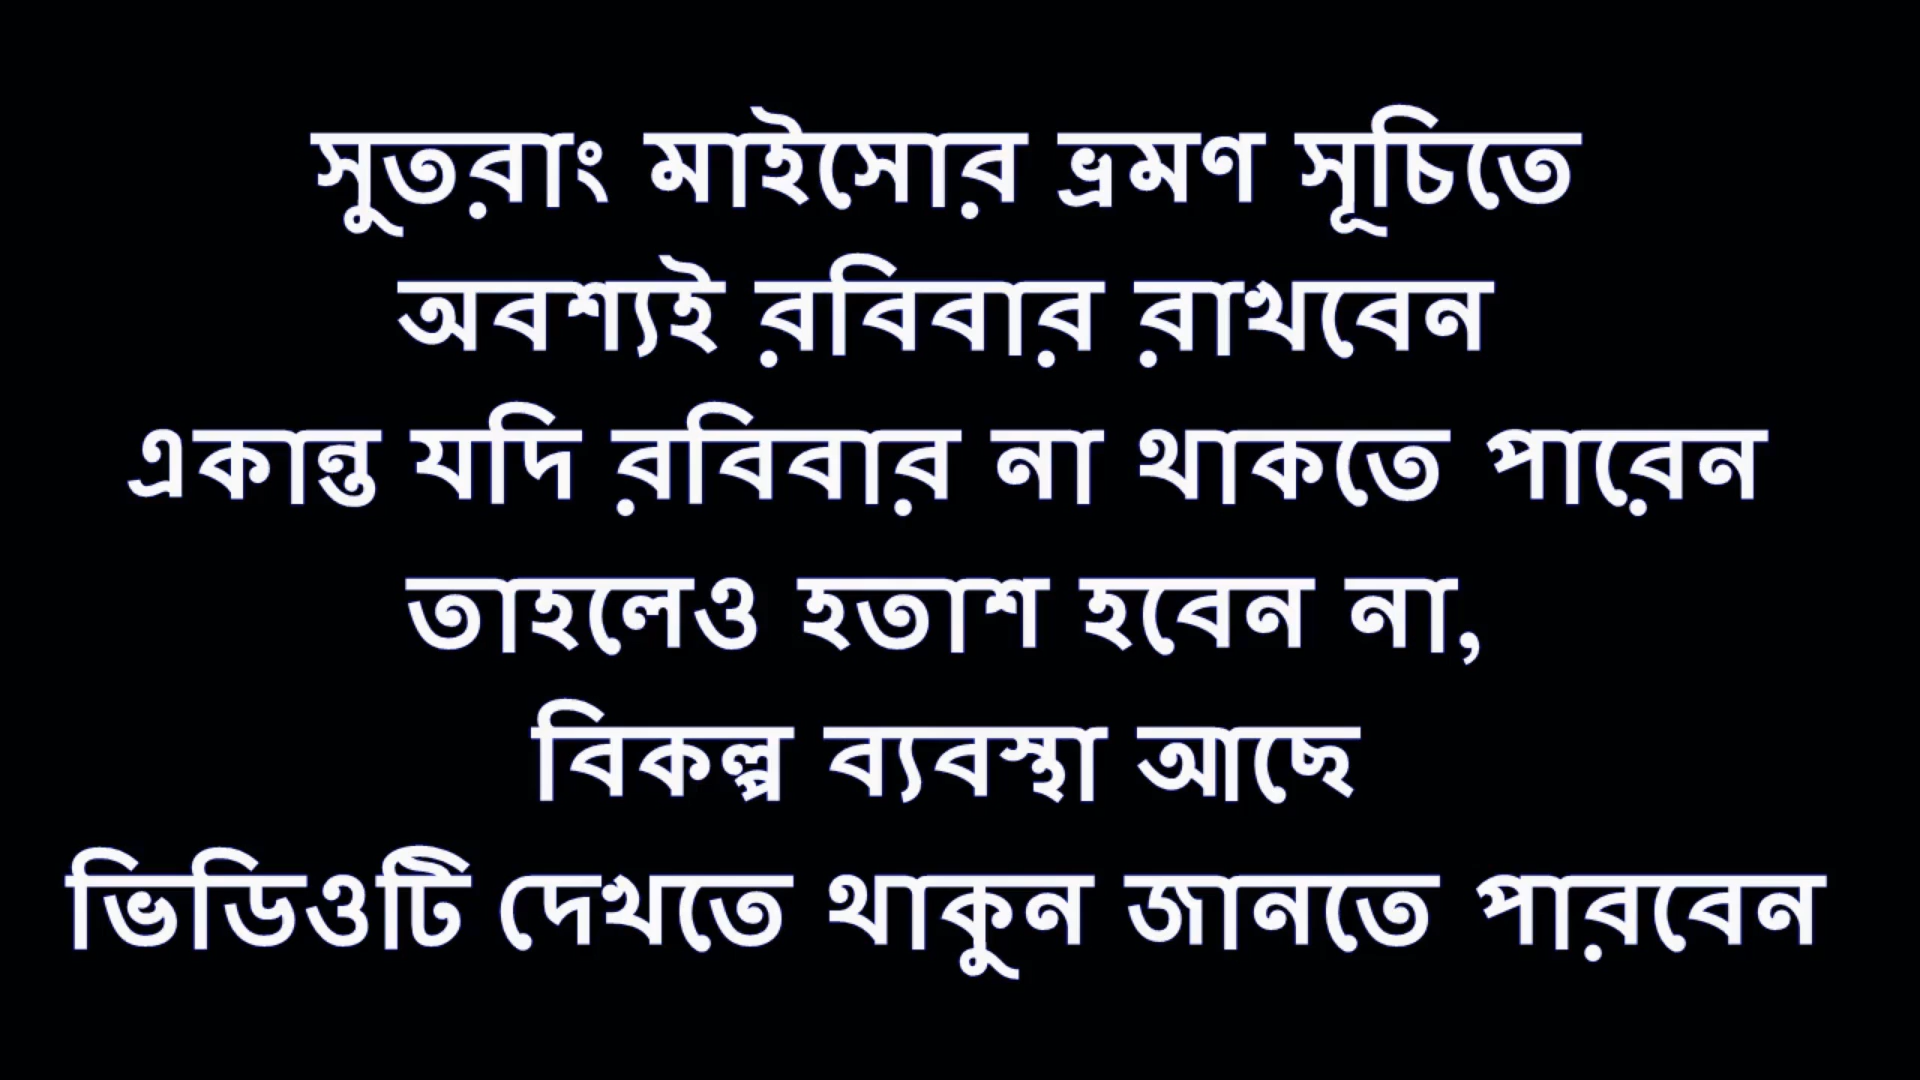 সুতরাং মাইসোর ভ্রমণ সূচিতে
অবশ্যই রবিবার রাখবেন
একান্ত যদি রবিবার না থাকতে পারেন
তাহলেও হতাশ হবেন না,
বিকল্প ব্যবস্থা আছে
ভিডিওটি দেখতে থাকুন জানতে পারবেন